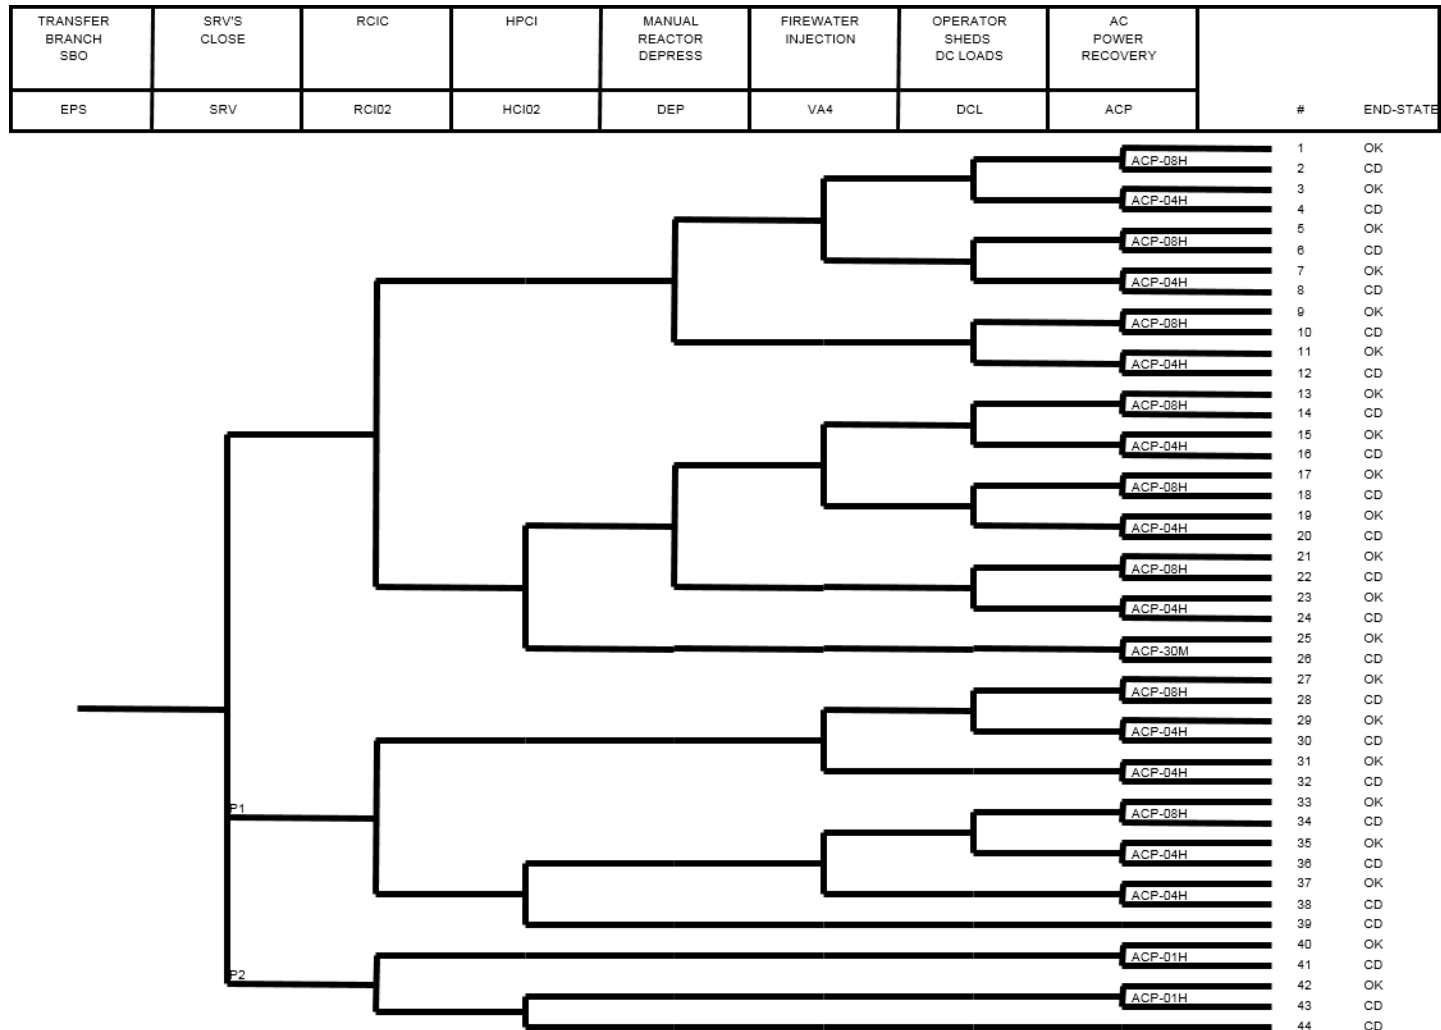 TRANSFER BRANCH SBO
SRV'S CLOSE
RCIC
HPCI
MANUAL REACTOR DEPRESS
FIREWATER INJECTION
OPERATOR SHEDS DC LOADS
AC POWER RECOVERY
EPS SRV RCI02 HCI02 DEP VA4 DCL ACP # END-STATE
1 OK
ACP-08H
2 CD
3 OK
ACP-04H
4 CD
5 OK
ACP-08H
6 CD
7 OK
ACP-04H
8 CD
9 OK
ACP-08H
10 CD
11 OK
ACP-04H
12 CD
13 OK
ACP-08H
14 CD
15 OK
ACP-04H
16 CD
17 OK
ACP-08H
18 CD
19 OK
ACP-04H
20 CD
21 OK
ACP-08H
22 CD
23 OK
ACP-04H
24 CD
25 OK
ACP-30M
26 CD
27 OK
ACP-08H
28 CD
29 OK
ACP-04H
30 CD
31 OK
ACP-04H
32 CD
33 OK
P1 ACP-08H
34 CD
35 OK
ACP-04H
36 CD
37 OK
ACP-04H
38 CD
39 CD
40 OK
ACP-01H
41 CD
P2
42 OK
ACP-01H
43 CD
44 CD